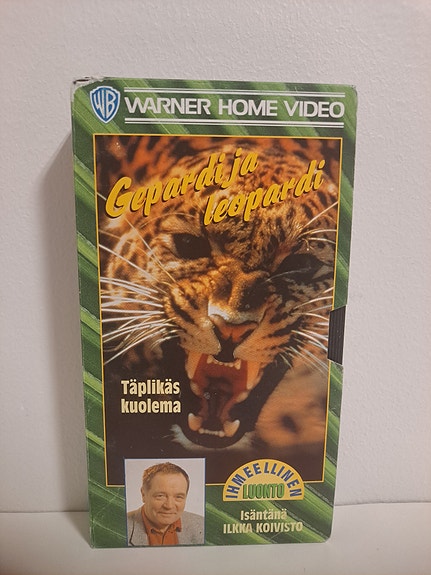 WB WARNER HOME VIDEO
Gepardi ja
leopardi
Täplikäs
kuolema
IHMEELLINEN
LUONTO
Isäntänä
ILKKA KOIVISTO